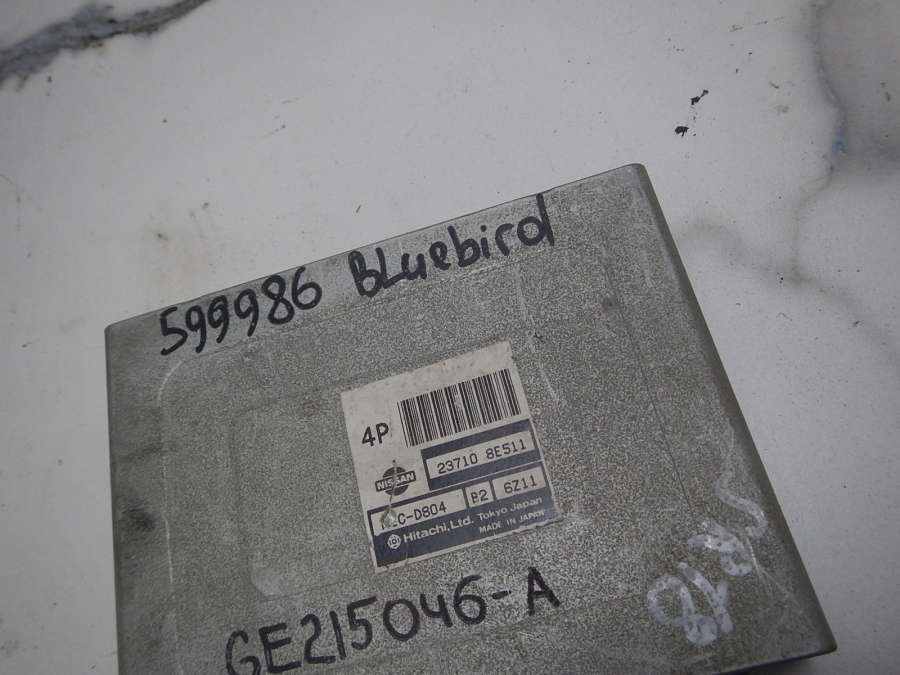 599986 BLuebird
4P
NISSAN
23710 8E511
C-D804
P2
6Z11
Hitachi, Ltd. Tokyo Japan
MADE IN JAPAN
GE215046-A